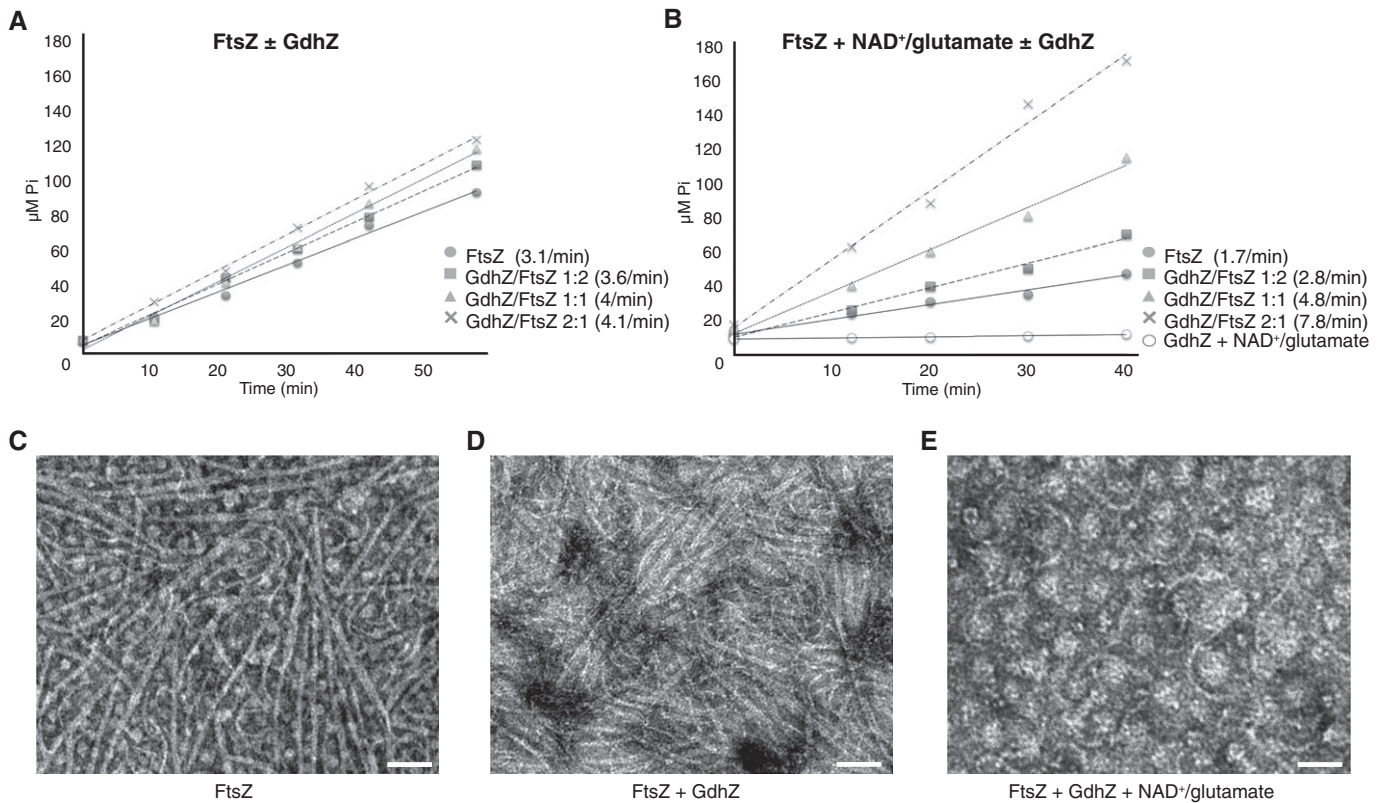 A
FtsZ ± GdhZ
180
160
140
120
100
80
60
40
20
0
µM Pi
10
20
30
40
50
Time (min)
FtsZ (3.1/min)
GdhZ/FtsZ 1:2 (3.6/min)
GdhZ/FtsZ 1:1 (4/min)
GdhZ/FtsZ 2:1 (4.1/min)
B
FtsZ + NAD⁺/glutamate ± GdhZ
180
160
140
120
100
80
60
40
20
0
µM Pi
10
20
30
40
Time (min)
FtsZ (1.7/min)
GdhZ/FtsZ 1:2 (2.8/min)
GdhZ/FtsZ 1:1 (4.8/min)
GdhZ/FtsZ 2:1 (7.8/min)
GdhZ + NAD⁺/glutamate
C
FtsZ
D
FtsZ + GdhZ
E
FtsZ + GdhZ + NAD⁺/glutamate